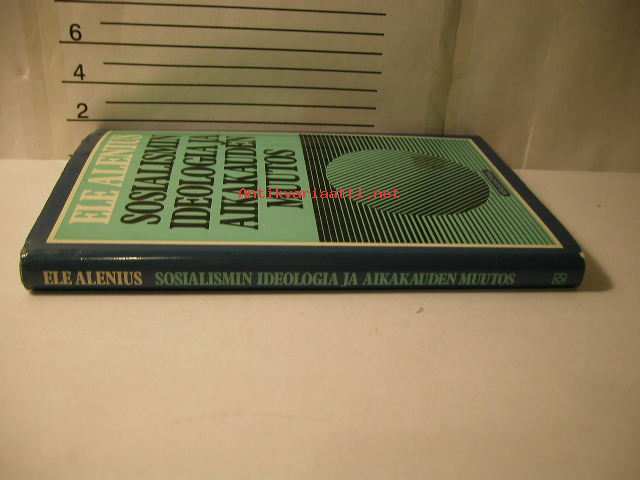 6
4
2
ELE ALENIUS
SOSIALISMIN
IDEOLOGIA JA
AIKAKAUDEN
MUUTOS
Antikvariaatti.net
ELE ALENIUS SOSIALISMIN IDEOLOGIA JA AIKAKAUDEN MUUTOS